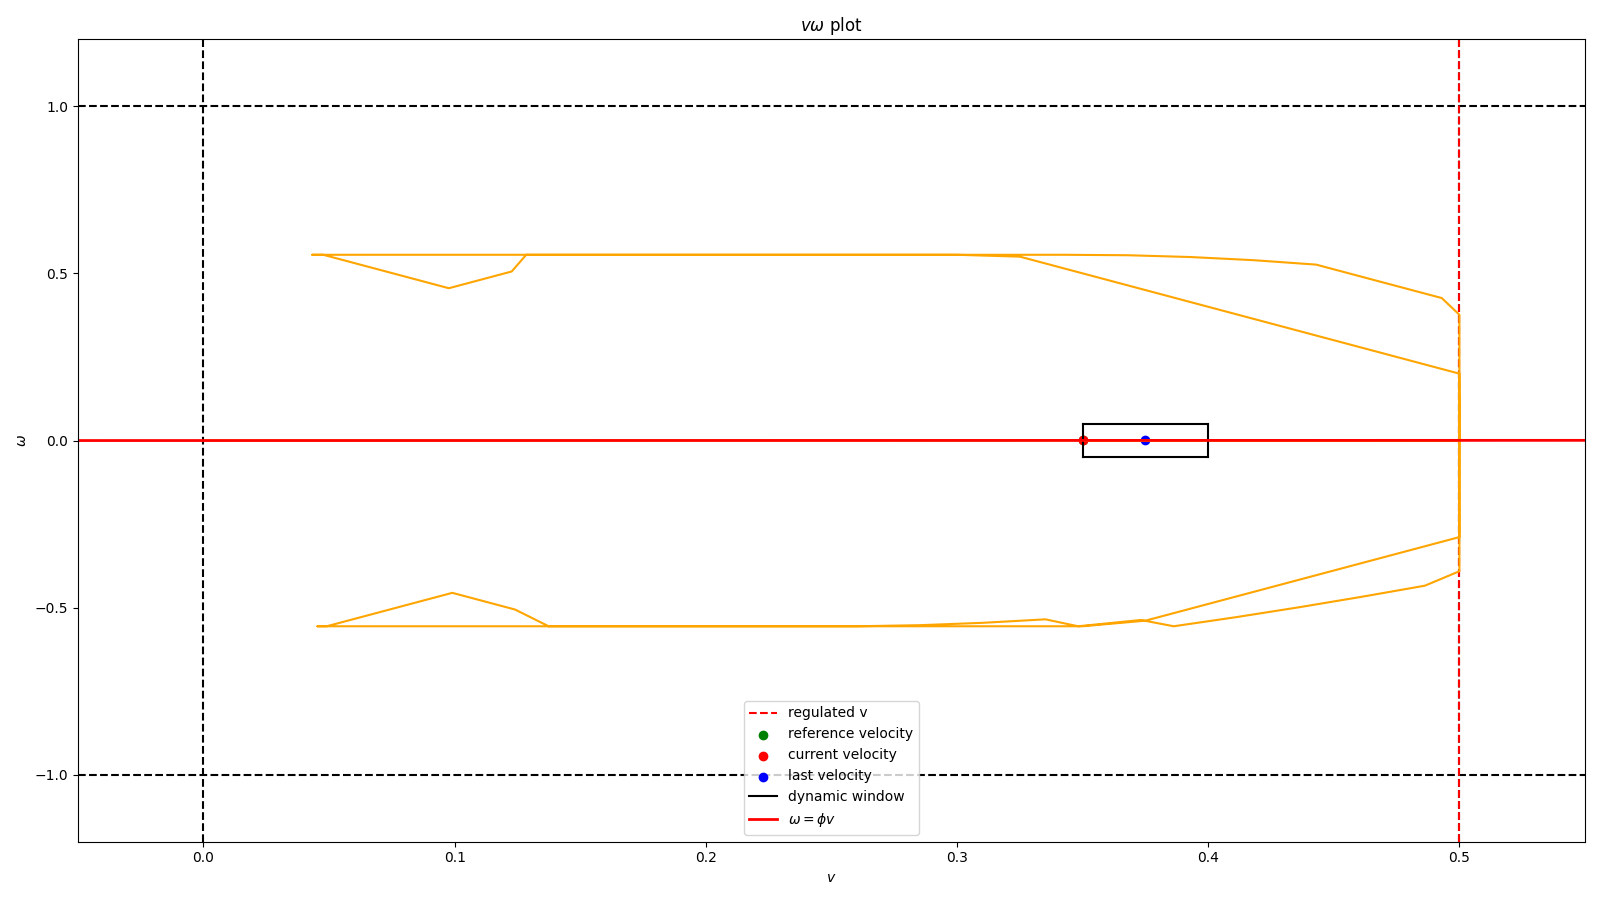 vω plot
1.0
0.5
0.0
−0.5
−1.0
ω
0.0
0.1
0.2
0.3
0.4
0.5
v
regulated v
reference velocity
current velocity
last velocity
dynamic window
ω = ϕv